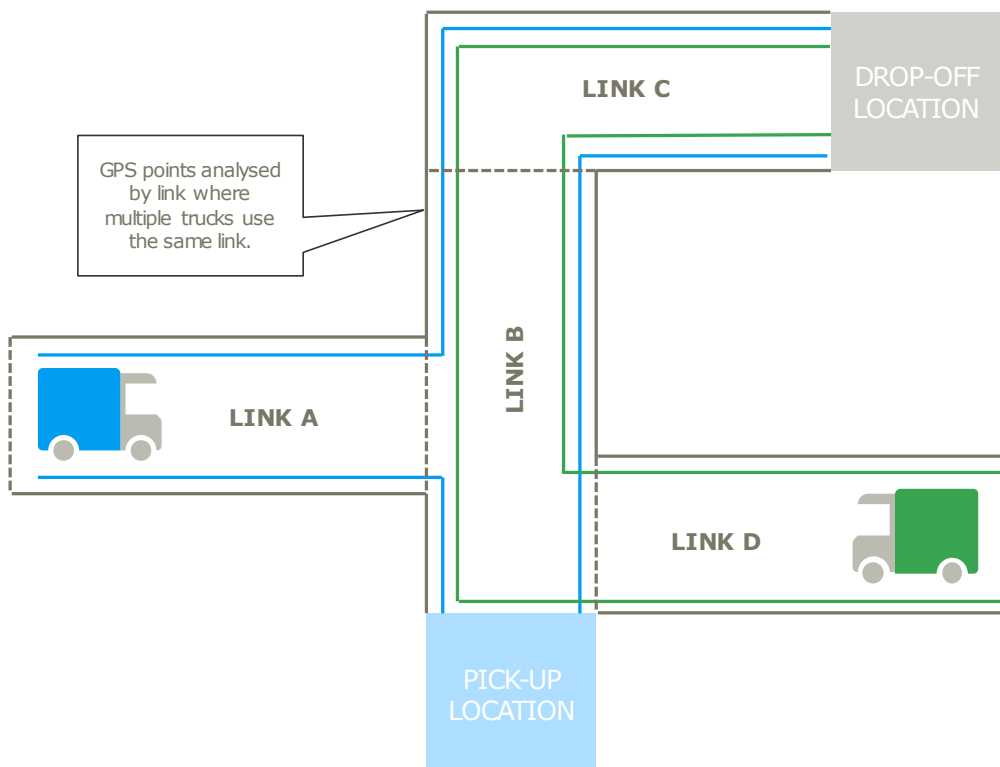 DROP-OFF
LOCATION
LINK C
GPS points analysed
by link where
multiple trucks use
the same link.
LINK B
LINK A
LINK D
PICK-UP
LOCATION